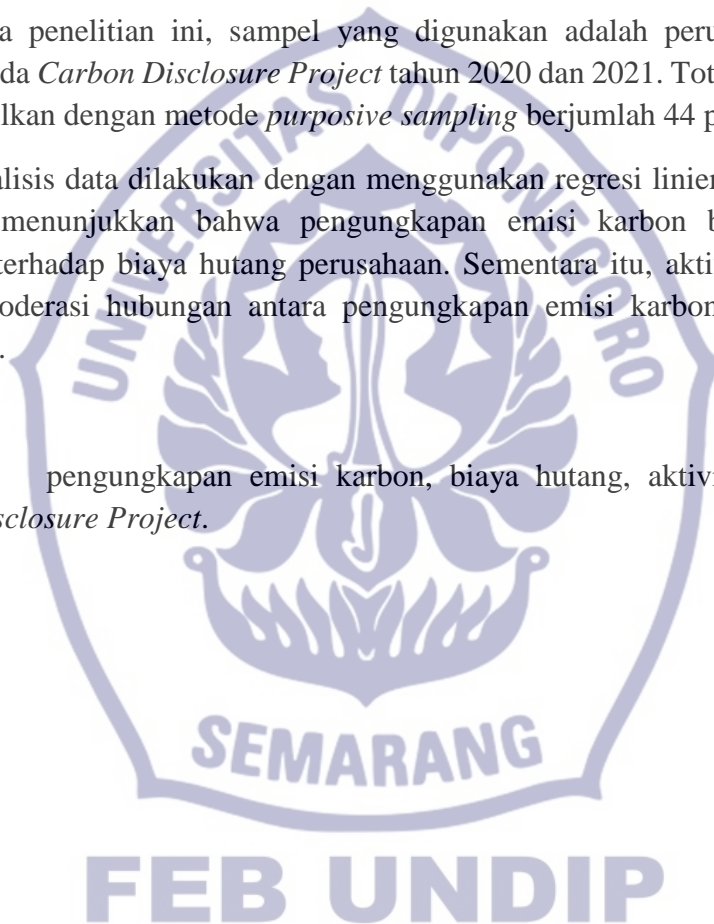 a penelitian ini, sampel yang digunakan adalah peru
da Carbon Disclosure Project tahun 2020 dan 2021. Tot
ulkan dengan metode purposive sampling berjumlah 44 p
alisis data dilakukan dengan menggunakan regresi linier
menunjukkan bahwa pengungkapan emisi karbon b
terhadap biaya hutang perusahaan. Sementara itu, akti
oderasi hubungan antara pengungkapan emisi karbon
.
pengungkapan emisi karbon, biaya hutang, aktiv
sclosure Project.
UNIVERSITAS DIPONEGORO
SEMARANG
FEB UNDIP